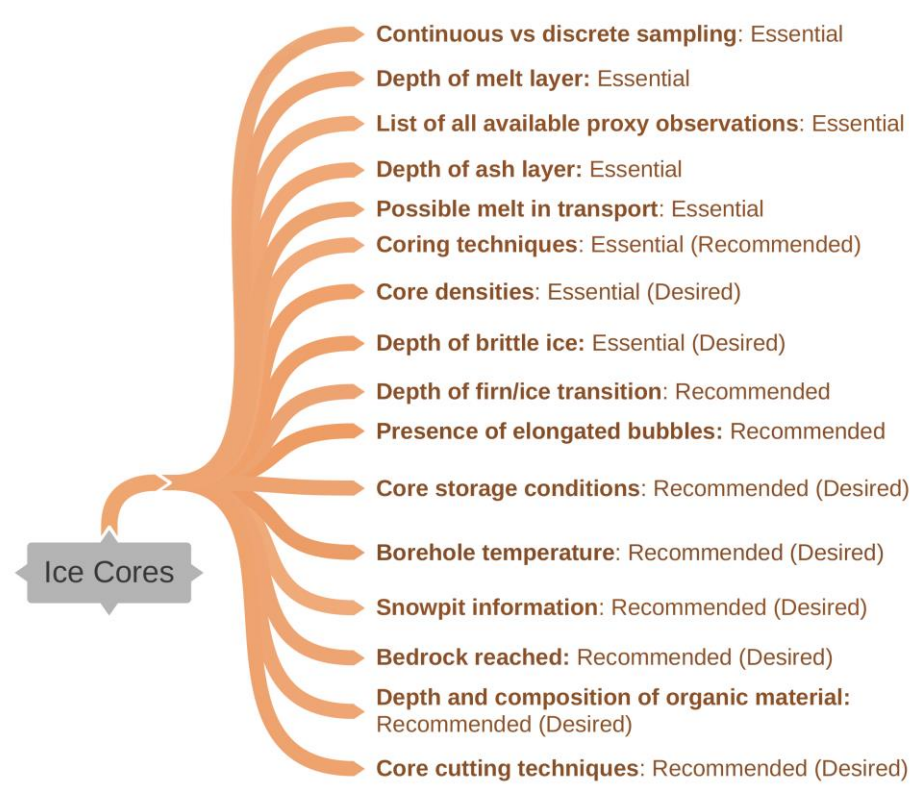 Continuous vs discrete sampling: Essential
Depth of melt layer: Essential
List of all available proxy observations: Essential
Depth of ash layer: Essential
Possible melt in transport: Essential
Coring techniques: Essential (Recommended)
Core densities: Essential (Desired)
Depth of brittle ice: Essential (Desired)
Depth of firn/ice transition: Recommended
Presence of elongated bubbles: Recommended
Core storage conditions: Recommended (Desired)
Borehole temperature: Recommended (Desired)
Ice Cores
Snowpit information: Recommended (Desired)
Bedrock reached: Recommended (Desired)
Depth and composition of organic material:
Recommended (Desired)
Core cutting techniques: Recommended (Desired)